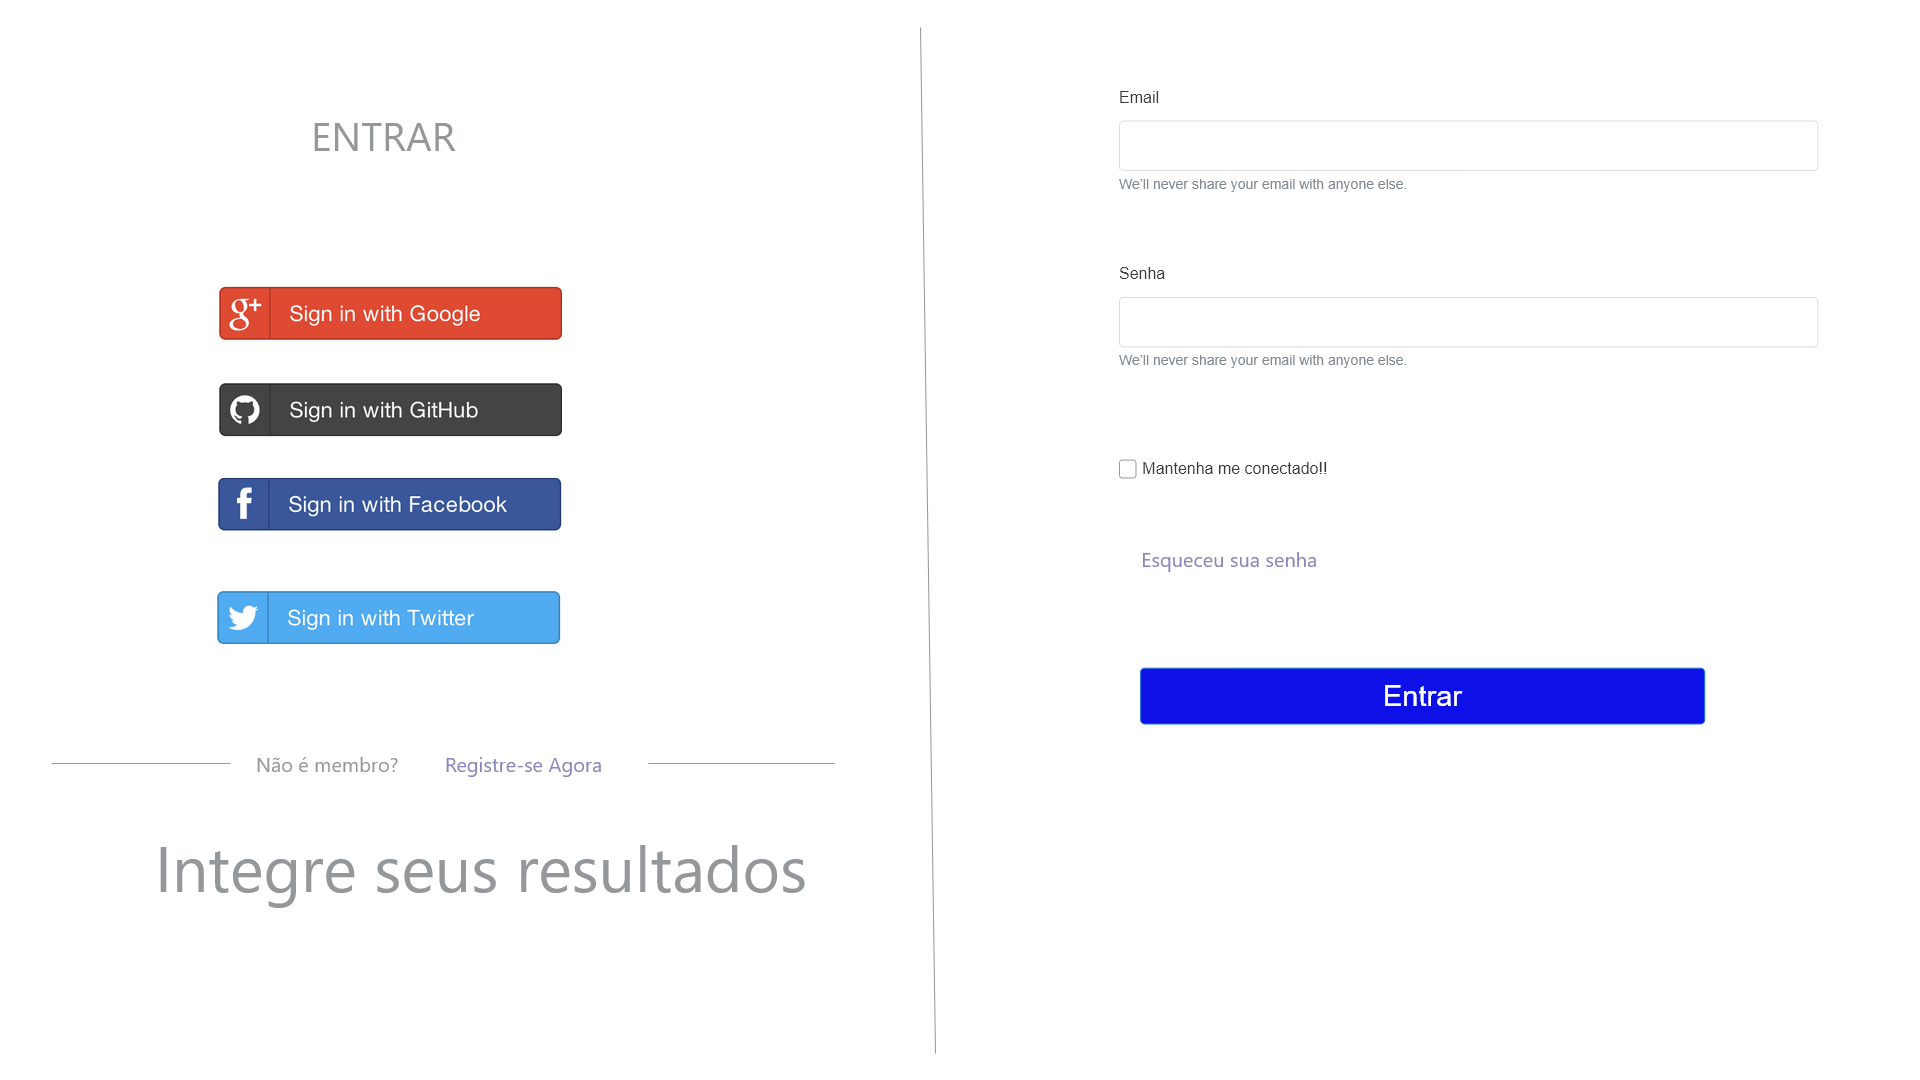 ENTRAR
Sign in with Google
Sign in with GitHub
Sign in with Facebook
Sign in with Twitter
Não é membro? Registre-se Agora
Integre seus resultados
Email
We'll never share your email with anyone else.
Senha
We'll never share your email with anyone else.
Mantenha me conectado!!
Esqueceu sua senha
Entrar